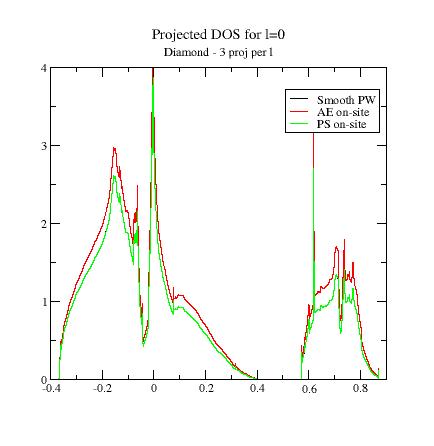 Projected DOS for l=0
Diamond - 3 proj per l
4
Smooth PW
AE on-site
PS on-site
3
2
1
0
-0.4 -0.2 0 0.2 0.4 0.6 0.8